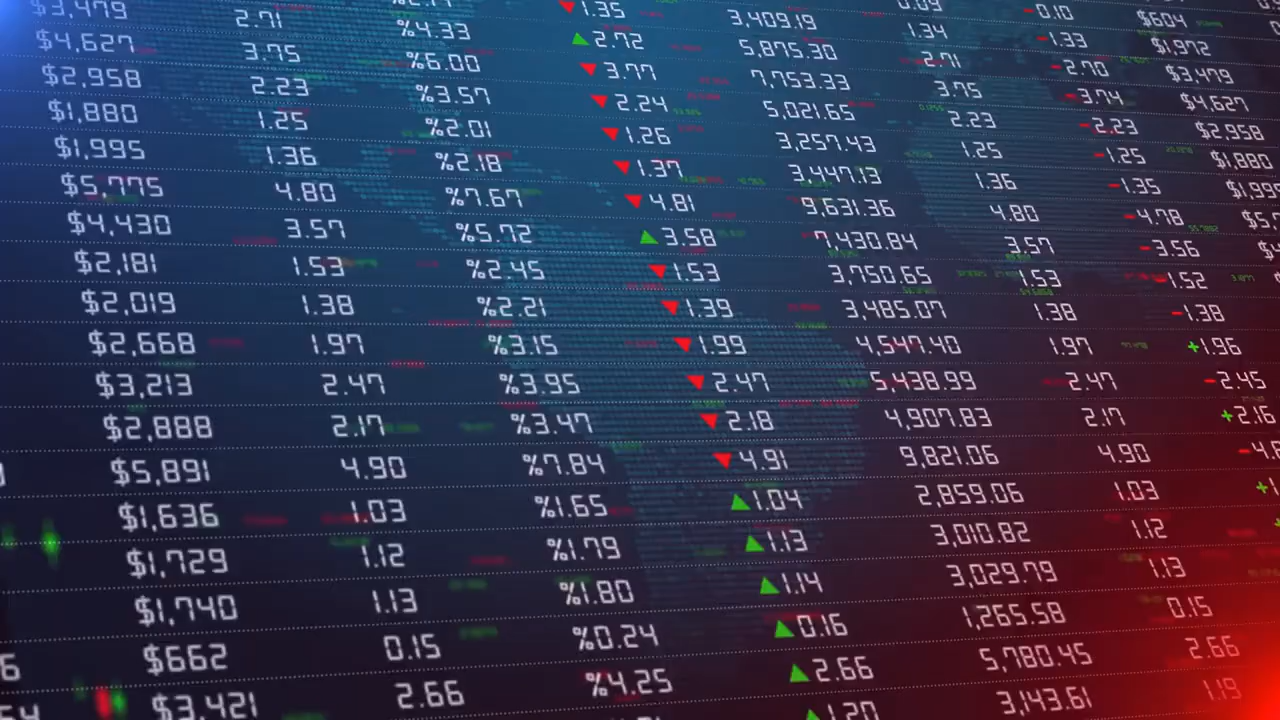 -0.10 $604
▼1.35 3,409.19 1.34 -1.33 $1,972
$3,479 2.71 %4.33 ▲2.72 5,875.30 2.71 -2.70 $3,479
$4,627 3.75 %6.00 ▼3.77 7,753.33 3.75 -3.74 $4,627
$2,958 2.23 %3.57 ▼2.24 5,021.65 2.23 -2.23 $2,958
$1,880 1.25 %2.01 ▼1.26 3,257.43 1.25 -1.25 $1,880
$1,995 1.36 %2.18 ▼1.37 3,447.13 1.36 -1.35
$5,775 4.80 %7.67 ▼4.81 9,631.36 4.80 -4.78
$4,430 3.57 %5.72 ▲3.58 7,430.84 3.57 -3.56
$2,181 1.53 %2.45 ▼1.53 3,750.65 1.53 -1.52
$2,019 1.38 %2.21 ▼1.39 3,485.07 1.38 -1.38
$2,668 1.97 %3.15 ▼1.99 4,547.40 1.97 +1.96
$3,213 2.47 %3.95 ▼2.47 5,438.99 2.47 -2.45
$2,888 2.17 %3.47 ▼2.18 4,907.83 2.17 +2.16
$5,891 4.90 %7.84 ▼4.91 9,821.06 4.90
$1,636 1.03 %1.65 ▲1.04 2,859.06 1.03
$1,729 1.12 %1.79 ▲1.13 3,010.82 1.12
$1,740 1.13 %1.80 ▲1.14 3,029.79 1.13
$662 0.15 %0.24 ▲0.16 1,265.58 0.15
$3,421 2.66 %4.25 ▲2.66 5,780.45 2.66
▲1.20 3,143.61 1.19